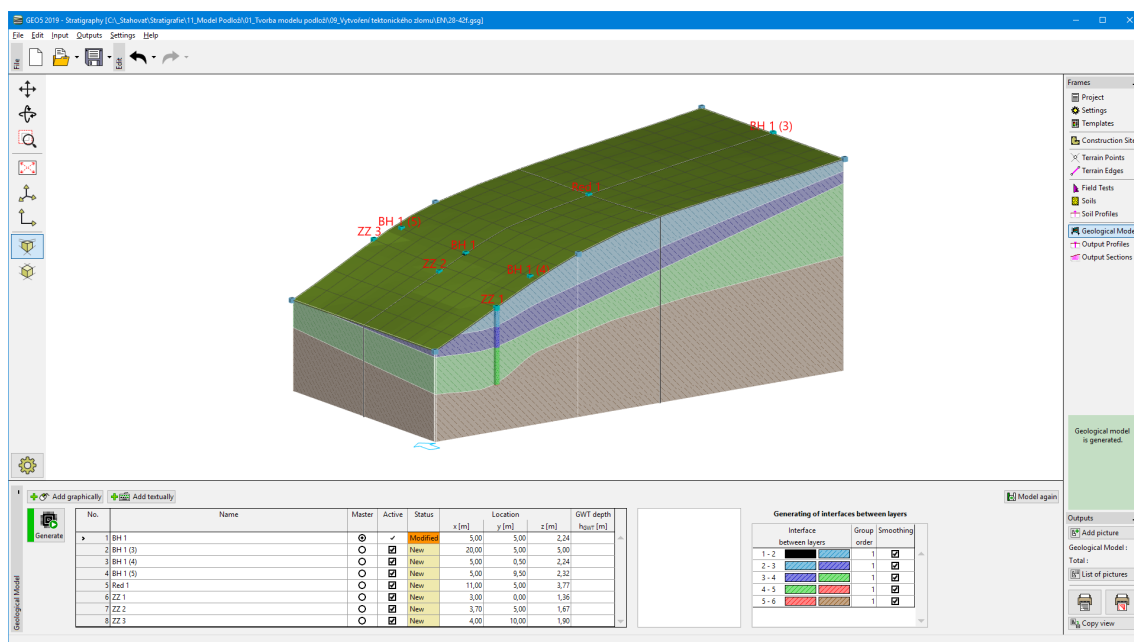 GEO5 2019 - Stratigraphy [C:\_Stahovat\Stratigrafie\11_Model Podloží\01_Tvorba modelu podloží\09_Vytvoření tektonického zlomu\EN\28-42f.gsg]
File Edit Input Outputs Settings Help
File
Edit
BH 1 (3)
Red 1
BH 1 (5)
ZZ 3
BH 1
ZZ 2
BH 1 (4)
ZZ 1
Frames
Project
Settings
Templates
Construction Site
Terrain Points
Terrain Edges
Field Tests
Soils
Soil Profiles
Geological Mode
Output Profiles
Output Sections
Geological model
is generated.
Add graphically Add textually
Model again
Generate
Geological Model
No. Name Master Active Status Location GWT depth
x [m] y [m] z [m] hGWT [m]
1 BH 1 Modified 5,00 5,00 2,24
2 BH 1 (3) New 20,00 5,00 5,00
3 BH 1 (4) New 5,00 0,50 2,24
4 BH 1 (5) New 5,00 9,50 2,32
5 Red 1 New 11,00 5,00 3,77
6 ZZ 1 New 3,00 0,00 1,36
7 ZZ 2 New 3,70 5,00 1,67
8 ZZ 3 New 4,00 10,00 1,90
Generating of interfaces between layers
Interface Group Smoothing
between layers order
1 - 2 1
2 - 3 1
3 - 4 1
4 - 5 1
5 - 6 1
Outputs
Add picture
Geological Model :
Total :
List of pictures
Copy view